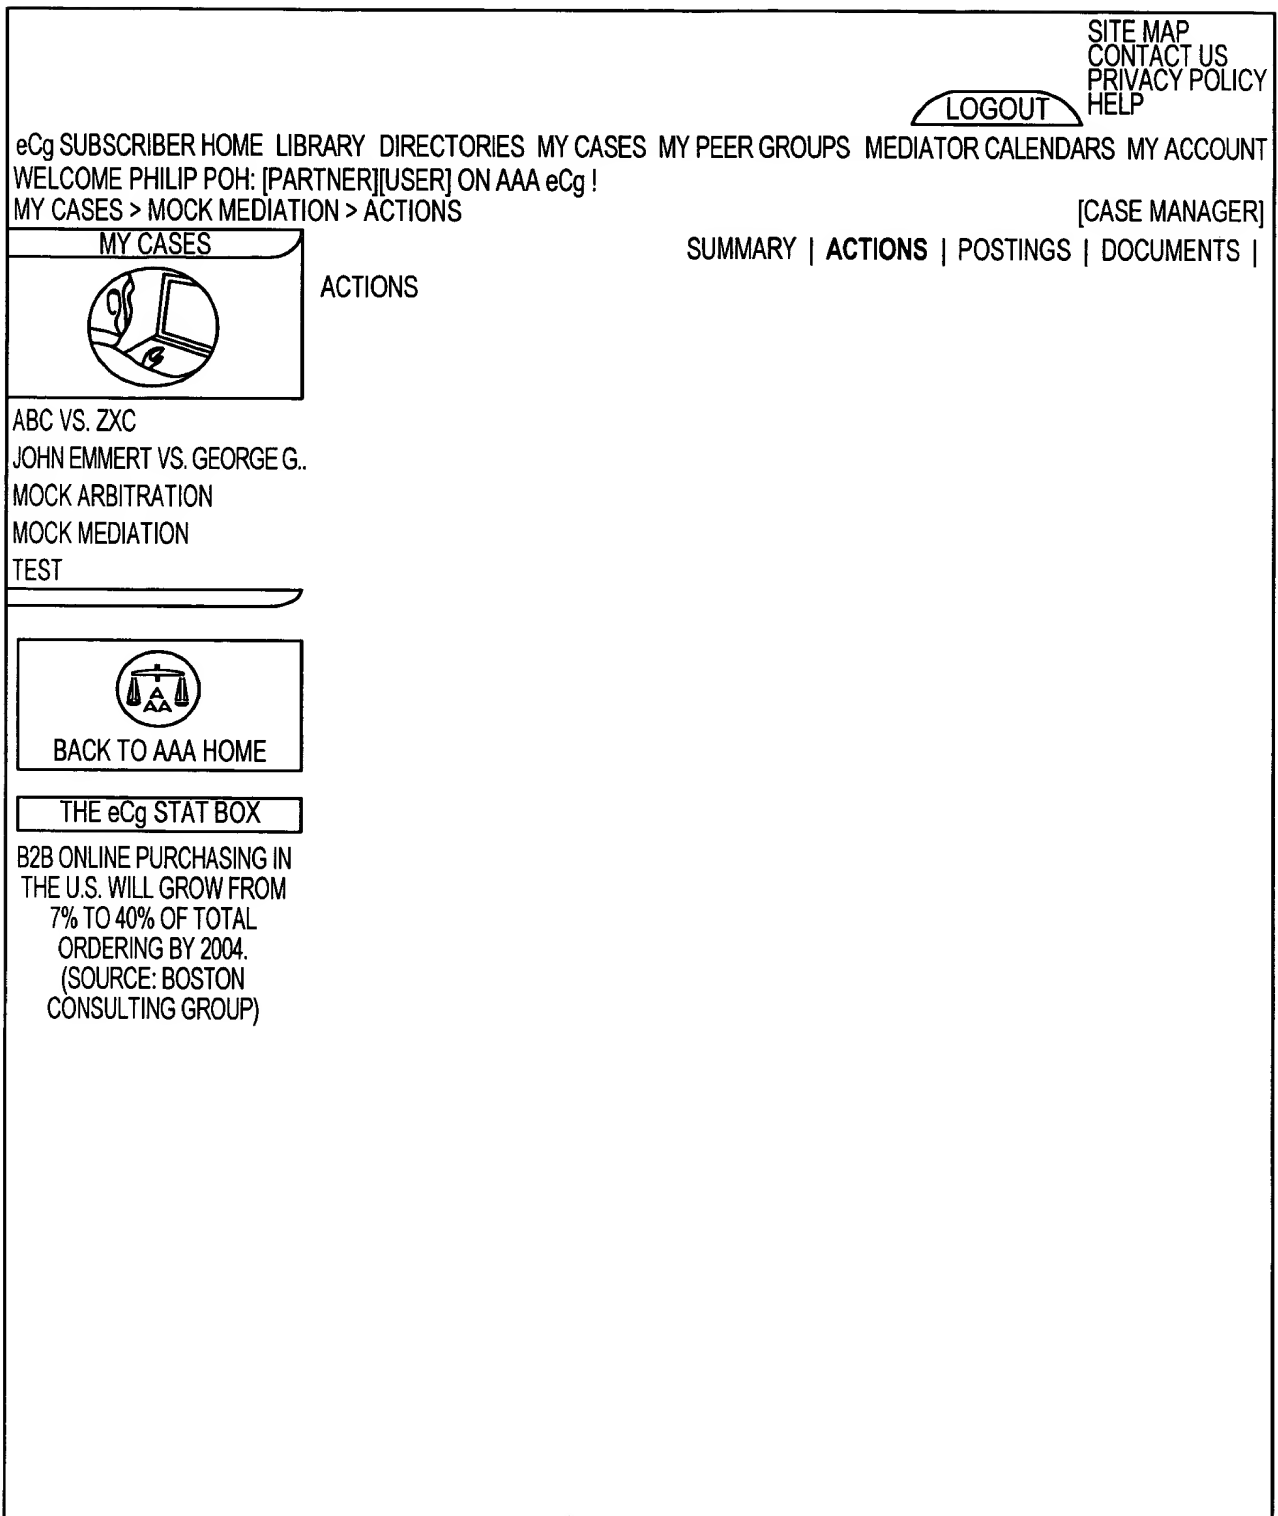 SITE MAP
CONTACT US
PRIVACY POLICY
HELP
LOGOUT
eCg SUBSCRIBER HOME LIBRARY DIRECTORIES MY CASES MY PEER GROUPS MEDIATOR CALENDARS MY ACCOUNT
WELCOME PHILIP POH: [PARTNER][USER] ON AAA eCg !
MY CASES > MOCK MEDIATION > ACTIONS [CASE MANAGER]
SUMMARY | ACTIONS | POSTINGS | DOCUMENTS |
MY CASES
ACTIONS
ABC VS. ZXC
JOHN EMMERT VS. GEORGE G..
MOCK ARBITRATION
MOCK MEDIATION
TEST
A
AA
BACK TO AAA HOME
THE eCg STAT BOX
B2B ONLINE PURCHASING IN
THE U.S. WILL GROW FROM
7% TO 40% OF TOTAL
ORDERING BY 2004.
(SOURCE: BOSTON
CONSULTING GROUP)